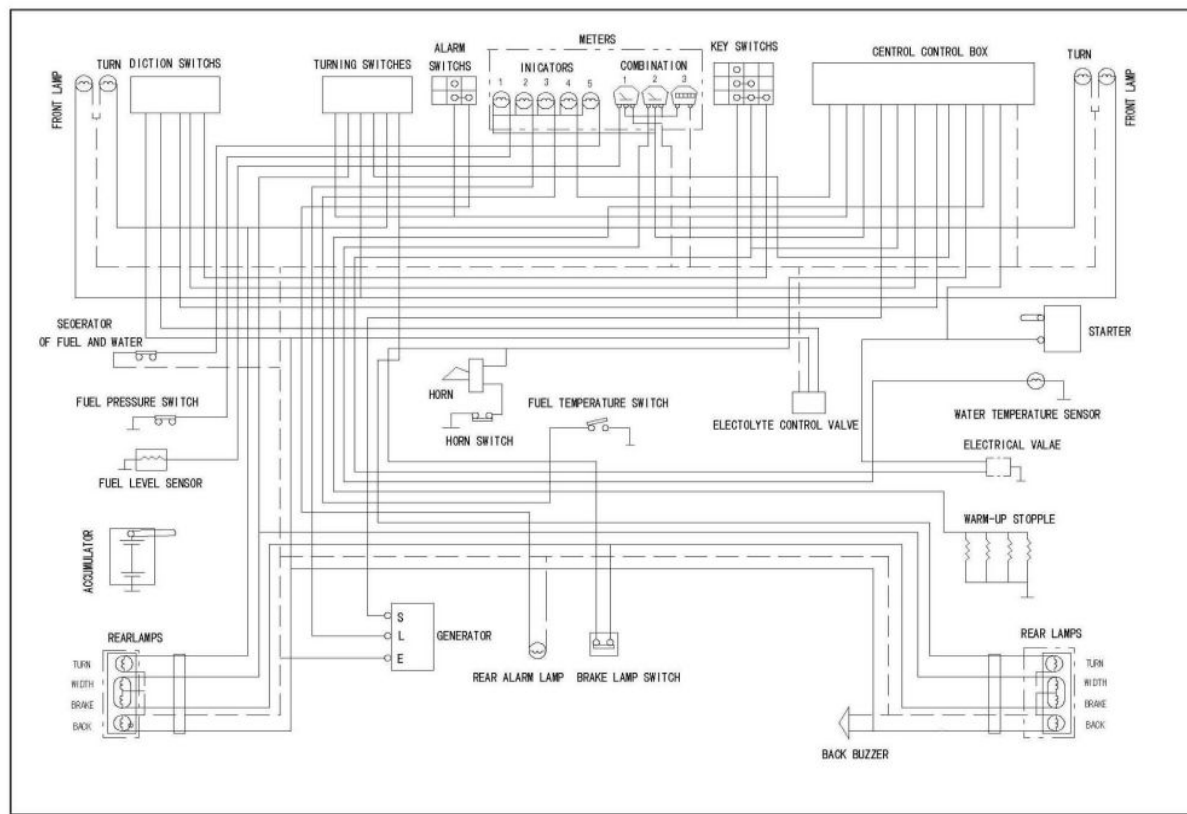 METERS
ALARM
SWITCHS
KEY SWITCHS
CENTROL CONTROL BOX
TURN
TURN
DICTION SWITCHS
TURNING SWITCHES
INICATORS
COMBINATION
1 2 3 4 5
1 2 3
FRONT LAMP
FRONT LAMP
SEOERATOR
OF FUEL AND WATER
STARTER
HORN
FUEL PRESSURE SWITCH
FUEL TEMPERATURE SWITCH
WATER TEMPERATURE SENSOR
ELECTOLYTE CONTROL VALVE
HORN SWITCH
ELECTRICAL VALAE
FUEL LEVEL SENSOR
WARM-UP STOPPLE
ACCUMULATOR
S
L
E
GENERATOR
REARLAMPS
REAR LAMPS
TURN
WIDTH
BRAKE
BACK
REAR ALARM LAMP
BRAKE LAMP SWITCH
TURN
WIDTH
BRAKE
BACK
BACK BUZZER